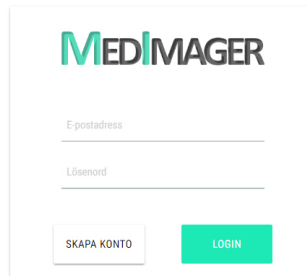 MEDIMAGER
E-postadress
Lösenord
SKAPA KONTO
LOGIN